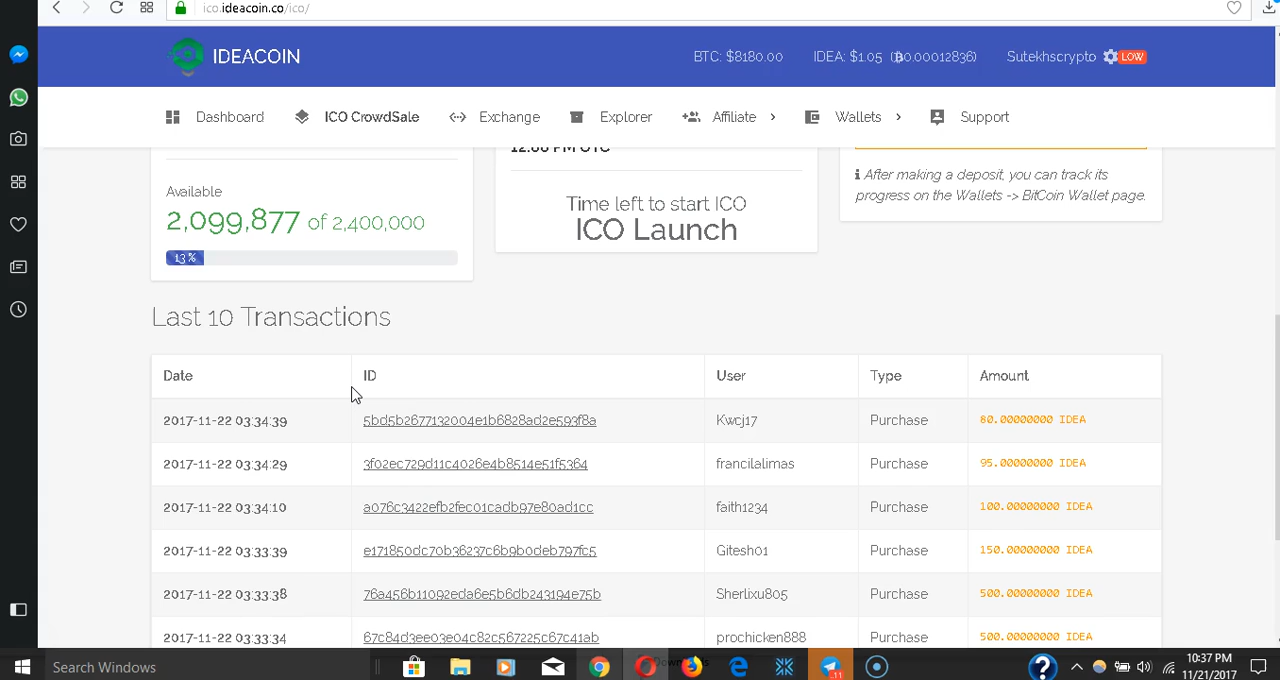 ico.ideacoin.co/ico/
IDEACOIN
BTC: $8180.00 IDEA: $1.05 (฿0.00012836) Sutekhscrypto LOW
Dashboard ICO CrowdSale Exchange Explorer Affiliate Wallets Support
Available
2,099,877 of 2,400,000
13%
12:00 PM UTC
Time left to start ICO
ICO Launch
After making a deposit, you can track its
progress on the Wallets -> BitCoin Wallet page.
Last 10 Transactions
Date ID User Type Amount
2017-11-22 03:34:39 5bd5b2677132004e1b6828ad2e593f8a Kwcj17 Purchase 80.00000000 IDEA
2017-11-22 03:34:29 3f02ec729d11c4026e4b8514e51f5364 francilalimas Purchase 95.00000000 IDEA
2017-11-22 03:34:10 a076c3422efb2fec01cadb97e80ad1cc faith1234 Purchase 100.00000000 IDEA
2017-11-22 03:33:39 e171850dc70b36237c6b9b0deb797fc5 Gitesh01 Purchase 150.00000000 IDEA
2017-11-22 03:33:38 76a456b11092eda6e5b6db243194e75b Sherlixu805 Purchase 500.00000000 IDEA
2017-11-22 03:33:34 67c84d3ee03e04c82c567225c67c41ab prochicken888 Purchase 500.00000000 IDEA
Search Windows
11
10:37 PM
11/21/2017